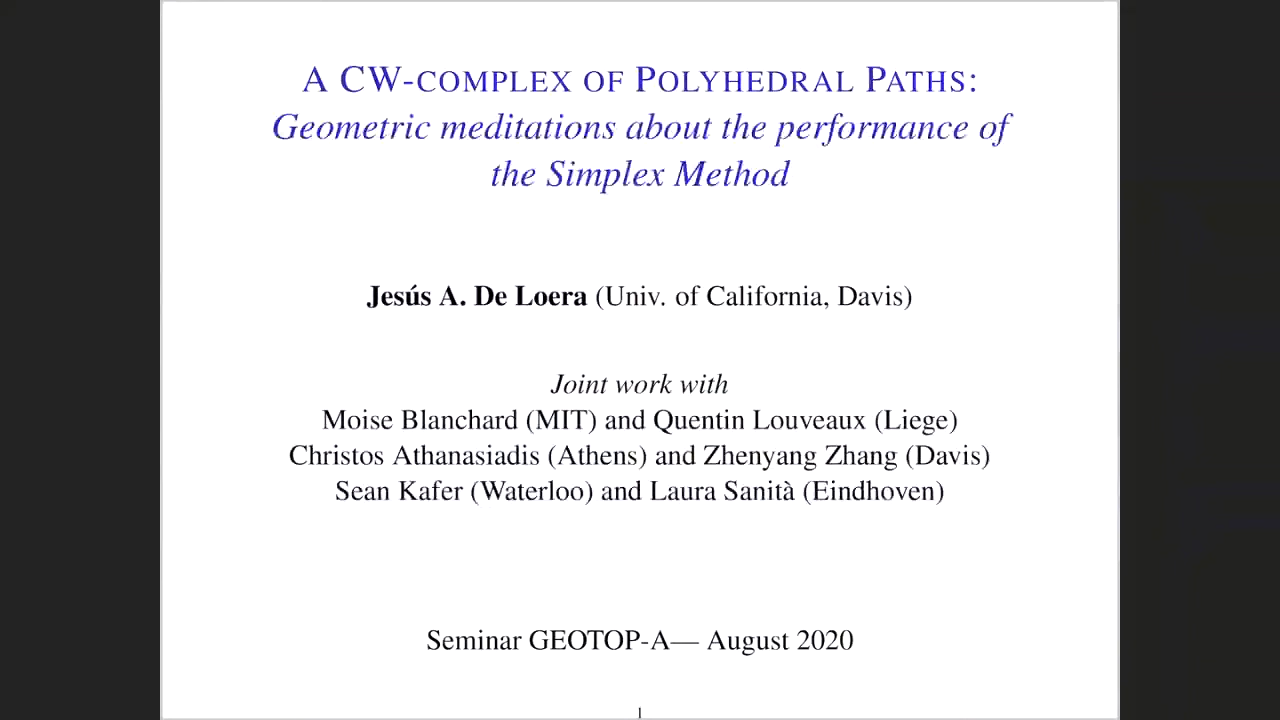 A CW-COMPLEX OF POLYHEDRAL PATHS:
Geometric meditations about the performance of
the Simplex Method
Jesús A. De Loera (Univ. of California, Davis)
Joint work with
Moise Blanchard (MIT) and Quentin Louveaux (Liege)
Christos Athanasiadis (Athens) and Zhenyang Zhang (Davis)
Sean Kafer (Waterloo) and Laura Sanità (Eindhoven)
Seminar GEOTOP-A— August 2020
1